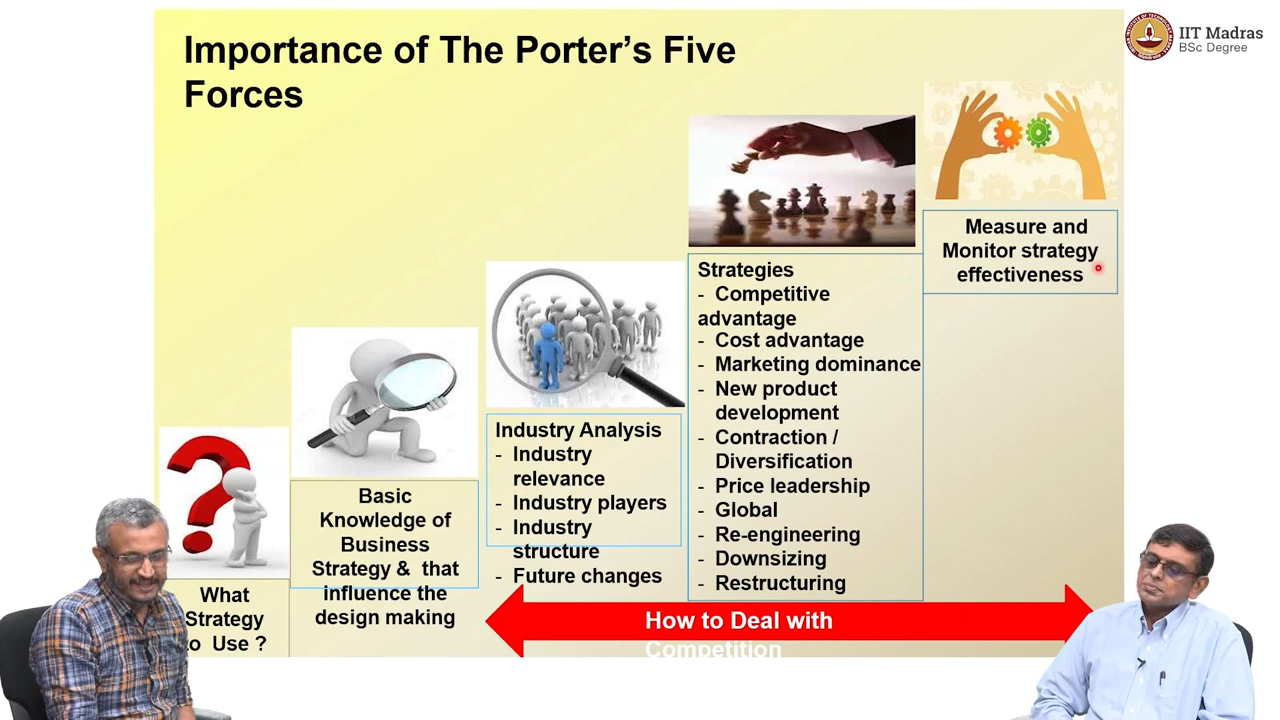 Importance of The Porter's Five
Forces
IIT Madras
BSc Degree
What
Strategy
to Use ?
Basic
Knowledge of
Business
Strategy & that
influence the
design making
Industry Analysis
- Industry
relevance
- Industry players
- Industry
structure
- Future changes
Strategies
- Competitive
advantage
- Cost advantage
- Marketing dominance
- New product
development
- Contraction /
Diversification
- Price leadership
- Global
- Re-engineering
- Downsizing
- Restructuring
Measure and
Monitor strategy
effectiveness
How to Deal with
Competition